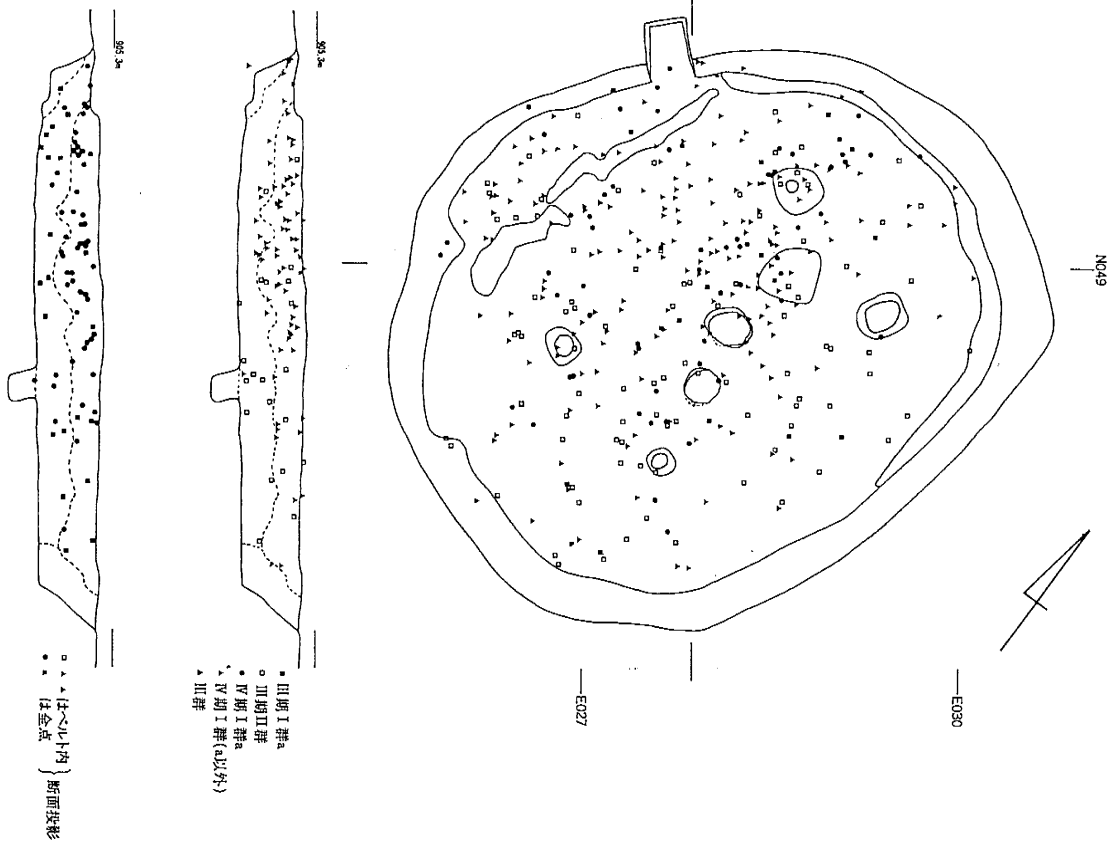 905.3m
905.3m
N049
E027
E030
■ III期I群a
□ III期II群
● IV期I群a
▲ IV期I群(a以外)
▲ III群
□ ▲ ▲ はベルト内
● ■ は全点
}断面投影